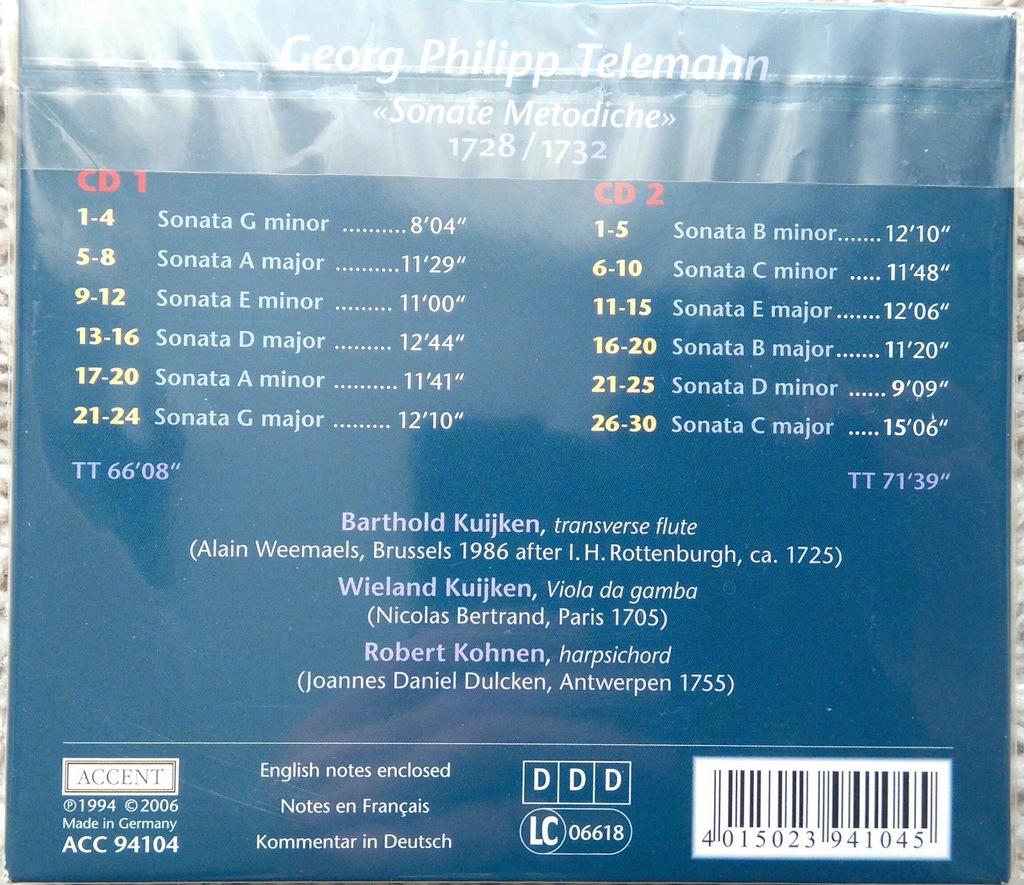 Georg Philipp Telemann
«Sonate Metodiche»
1728 / 1732
CD 1
1-4 Sonata G minor ..........8’04“
5-8 Sonata A major ..........11’29“
9-12 Sonata E minor ......... 11’00“
13-16 Sonata D major ......... 12’44“
17-20 Sonata A minor .......... 11’41“
21-24 Sonata G major ......... 12’10“
TT 66’08“
CD 2
1-5 Sonata B minor....... 12’10“
6-10 Sonata C minor ..... 11’48“
11-15 Sonata E major....... 12’06“
16-20 Sonata B major....... 11’20“
21-25 Sonata D minor ...... 9’09“
26-30 Sonata C major ..... 15’06“
TT 71’39“
Barthold Kuijken, transverse flute
(Alain Weemaels, Brussels 1986 after I.H. Rottenburgh, ca. 1725)
Wieland Kuijken, Viola da gamba
(Nicolas Bertrand, Paris 1705)
Robert Kohnen, harpsichord
(Joannes Daniel Dulcken, Antwerpen 1755)
ACCENT
℗1994 ©2006
Made in Germany
ACC 94104
English notes enclosed
Notes en Français
Kommentar in Deutsch
D D D
LC 06618
4 015023 941045